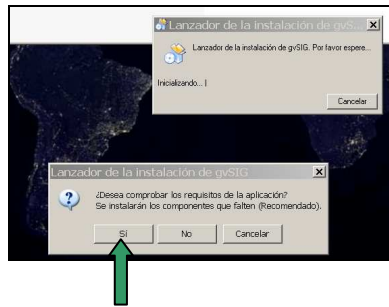 Lanzador de la instalación de gvS...
Lanzador de la instalación de gvSIG. Por favor espere...
Inicializando... |
Cancelar
Lanzador de la instalación de gvSIG
¿Desea comprobar los requisitos de la aplicación?
Se instalarán los componentes que falten (Recomendado).
Sí No Cancelar